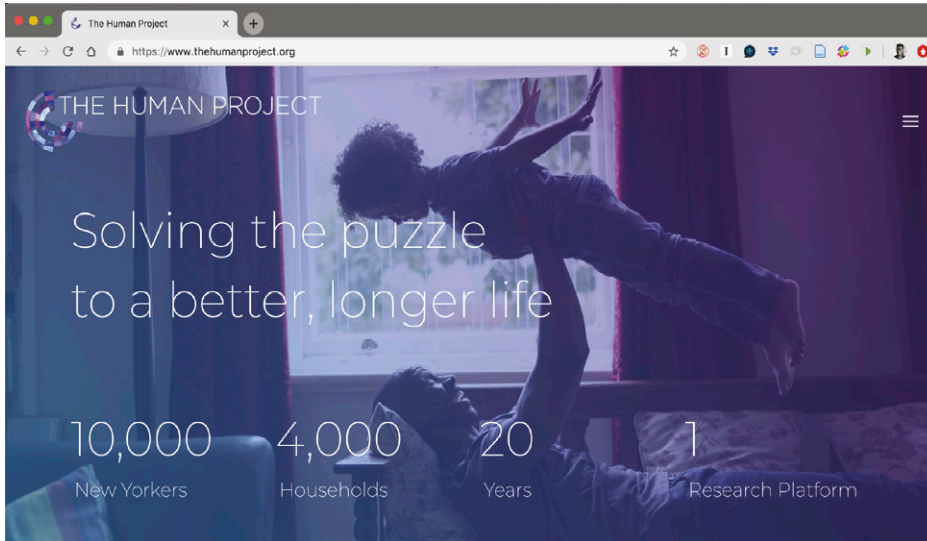 The Human Project
https://www.thehumanproject.org
THE HUMAN PROJECT
Solving the puzzle
to a better, longer life
10,000 4,000 20 1
New Yorkers Households Years Research Platform